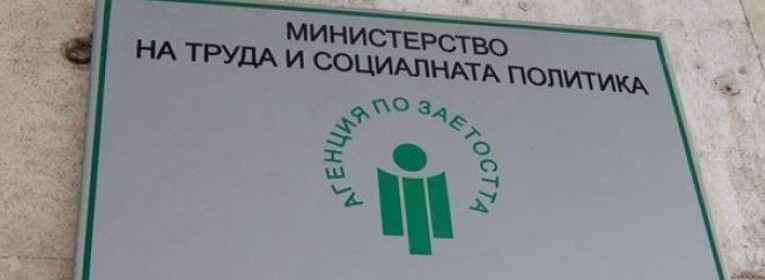 МИНИСТЕРСТВО
НА ТРУДА И СОЦИАЛНАТА ПОЛИТИКА
АГЕНЦИЯ ПО ЗАЕТОСТТА